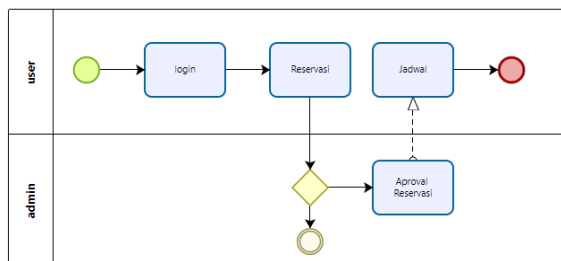 user
login
Reservasi
Jadwal
admin
Aproval
Reservasi